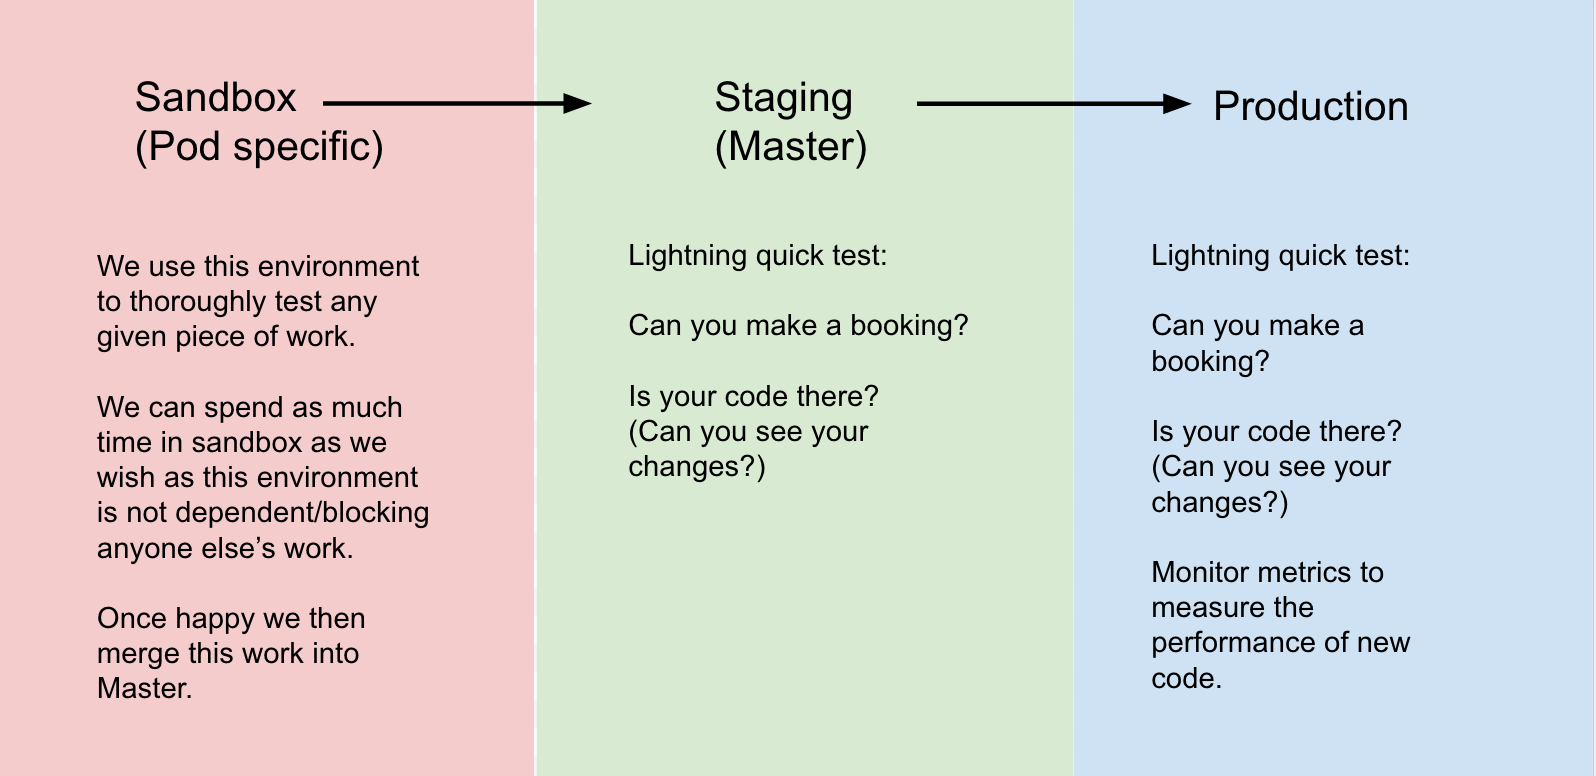 Sandbox
(Pod specific)
We use this environment
to thoroughly test any
given piece of work.
We can spend as much
time in sandbox as we
wish as this environment
is not dependent/blocking
anyone else’s work.
Once happy we then
merge this work into
Master.
Staging
(Master)
Lightning quick test:
Can you make a booking?
Is your code there?
(Can you see your
changes?)
Production
Lightning quick test:
Can you make a
booking?
Is your code there?
(Can you see your
changes?)
Monitor metrics to
measure the
performance of new
code.